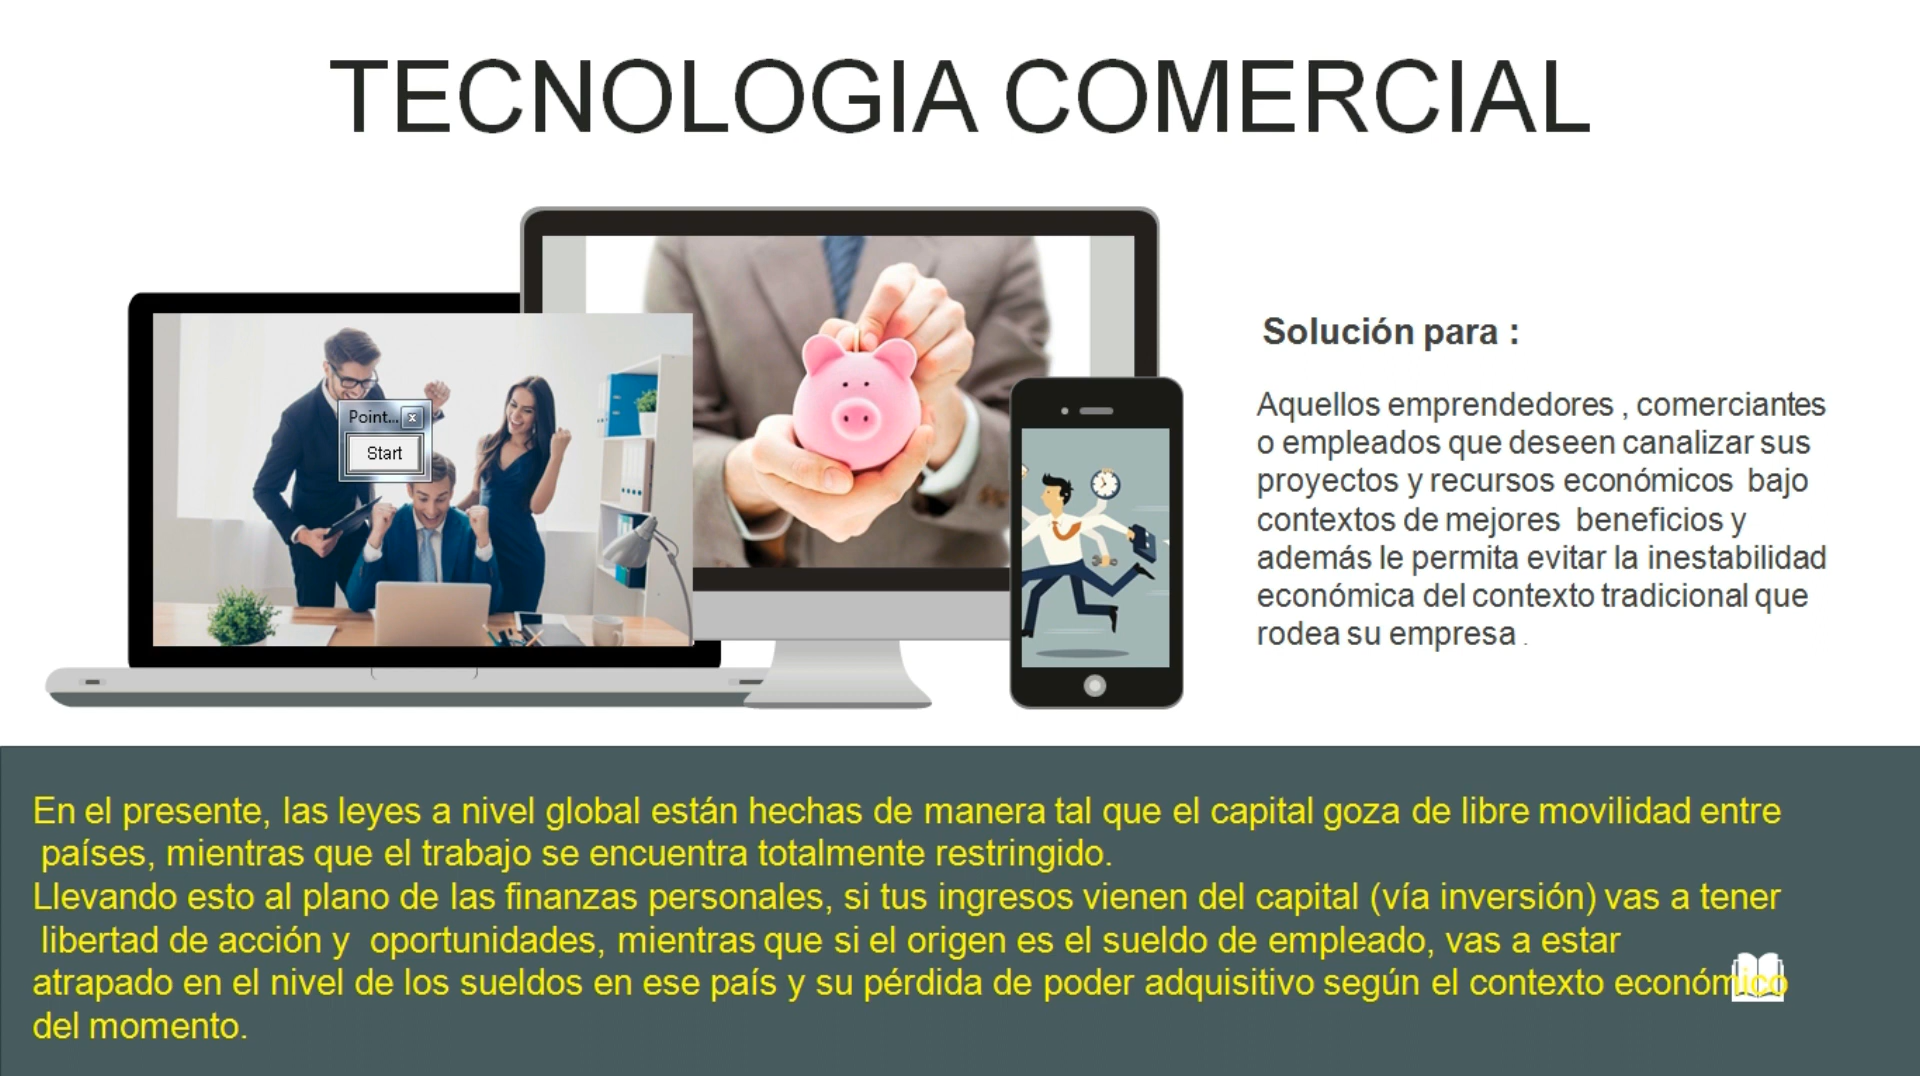 TECNOLOGIA COMERCIAL
Point...
x
Start
Solución para :
Aquellos emprendedores , comerciantes
o empleados que deseen canalizar sus
proyectos y recursos económicos bajo
contextos de mejores beneficios y
además le permita evitar la inestabilidad
económica del contexto tradicional que
rodea su empresa .
En el presente, las leyes a nivel global están hechas de manera tal que el capital goza de libre movilidad entre
países, mientras que el trabajo se encuentra totalmente restringido.
Llevando esto al plano de las finanzas personales, si tus ingresos vienen del capital (vía inversión) vas a tener
libertad de acción y oportunidades, mientras que si el origen es el sueldo de empleado, vas a estar
atrapado en el nivel de los sueldos en ese país y su pérdida de poder adquisitivo según el contexto económico
del momento.